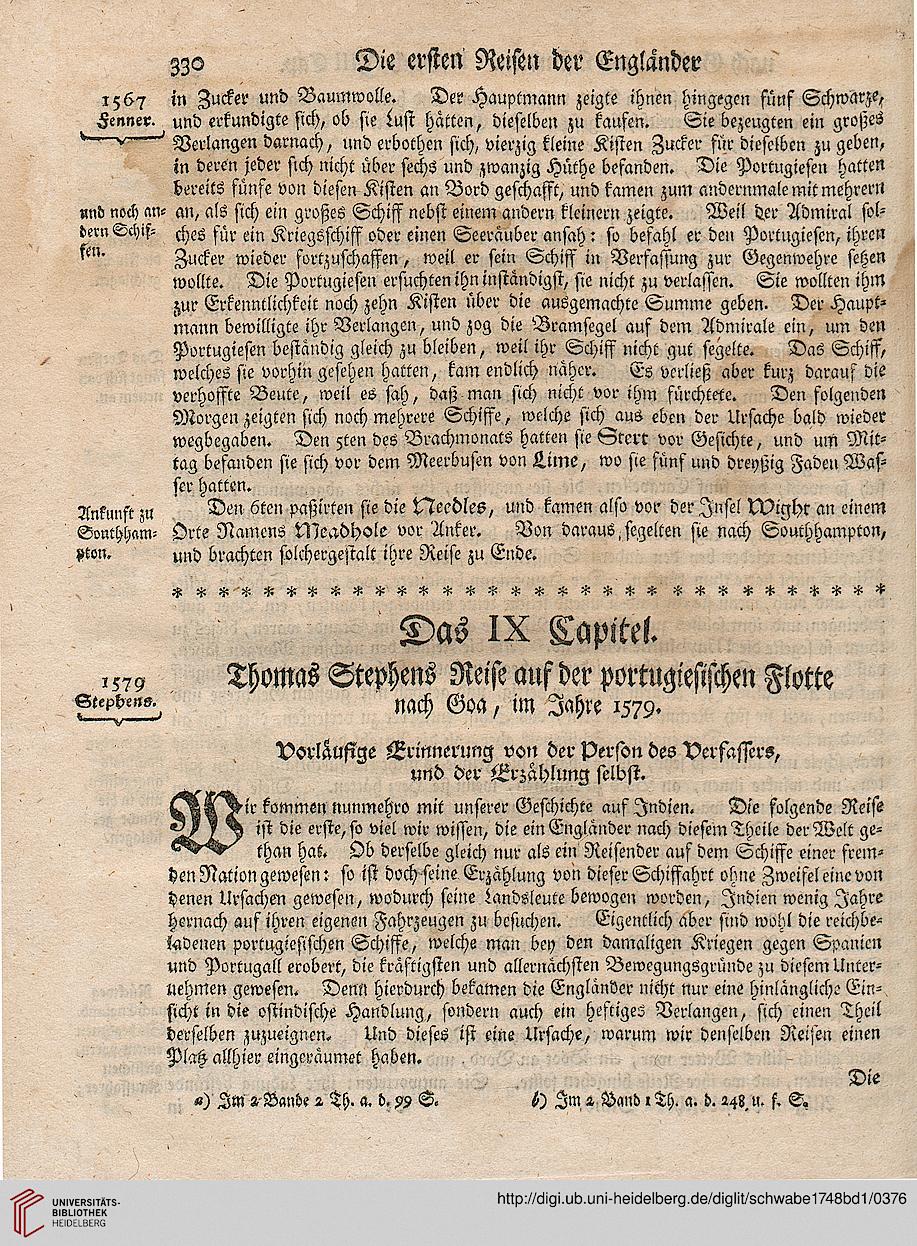 330 Die ersten Reisen der Engländer
1567
Fenner.
in Zucker und Baumwolle. Der Hauptmann zeigte ihnen hingegen fünf Schwarze,
und erkundigte sich, ob sie Lust hätten, dieselben zu kaufen. Sie bezeugten ein großes
Verlangen darnach, und erbothen sich, vierzig kleine Kisten Zucker für dieselben zu geben,
in deren jeder sich nicht über sechs und zwanzig Hüthe befanden. Die Portugiesen hatten
bereits fünfe von diesen Kisten an Bord geschafft, und kamen zum andernmale mit mehrern
und noch an-
dern Schif-
fen.
an, als sich ein großes Schiff nebst einem andern kleinern zeigte. Weil der Admiral sol-
ches für ein Kriegsschiff oder einen Seeräuber ansah: so befahl er den Portugiesen, ihren
Zucker wieder fortzuschaffen, weil er sein Schiff in Verfassung zur Gegenwehre setzen
wollte. Die Portugiesen ersuchten ihn inständigst, sie nicht zu verlassen. Sie wollten ihm
zur Erkenntlichkeit noch zehn Kisten über die ausgemachte Summe geben. Der Haupt-
mann bewilligte ihr Verlangen, und zog die Bramsegel auf dem Admirale ein, um den
Portugiesen beständig gleich zu bleiben, weil ihr Schiff nicht gut segelte. Das Schiff,
welches sie vorhin gesehen hatten, kam endlich näher. Es verließ aber kurz darauf die
verhoffte Beute, weil es sah, daß man sich nicht vor ihm fürchtete. Den folgenden
Morgen zeigten sich noch mehrere Schiffe, welche sich aus eben der Ursache bald wieder
wegbegaben. Den 5ten des Brachmonats hatten sie Stert vor Gesichte, und um Mit-
tag befanden sie sich vor dem Meerbusen von Lime, wo sie fünf und dreyßig Faden Was-
ser hatten.
Ankunft zu
Southham-
pton.
Den 6ten paßirten sie die Needles, und kamen also vor der Insel Wight an einem
Orte Namens Meadhole vor Anker. Von daraus segelten sie nach Southhampton,
und brachten solchergestalt ihre Reise zu Ende.
* * * * * * * * * * * * * * * * * * * * * * * * * * * * * * * *
Das IX Capitel.
1579
Stephens.
Thomas Stephens Reise auf der portugiesischen Flotte
nach Goa, im Jahre 1579.
Vorläufige Erinnerung von der Person des Verfassers,
und der Erzählung selbst.
Wir kommen nunmehro mit unserer Geschichte auf Indien. Die folgende Reise
ist die erste, so viel wir wissen, die ein Engländer nach diesem Theile der Welt ge-
than hat. Ob derselbe gleich nur als ein Reisender auf dem Schiffe einer frem-
den Nation gewesen: so ist doch seine Erzählung von dieser Schiffahrt ohne Zweifel eine von
denen Ursachen gewesen, wodurch seine Landsleute bewogen worden, Indien wenig Jahre
hernach auf ihren eigenen Fahrzeugen zu besuchen. Eigentlich aber sind wohl die reichbe-
ladenen portugiesischen Schiffe, welche man bey den damaligen Kriegen gegen Spanien
und Portugall erobert, die kräftigsten und allernächsten Bewegungsgründe zu diesem Unter-
nehmen gewesen. Denn hierdurch bekamen die Engländer nicht nur eine hinlängliche Ein-
sicht in die ostindische Handlung, sondern auch ein heftiges Verlangen, sich einen Theil
derselben zuzueignen. Und dieses ist eine Ursache, warum wir denselben Reisen einen
Platz allhier eingeräumet haben.
Die
a) Im 2 Bande 2 Th. a. d. 99 S. b) Im 2 Band 1 Th. a. d. 248 u. f. S.
UNIVERSITÄTS-
BIBLIOTHEK
HEIDELBERG
http://digi.ub.uni-heidelberg.de/diglit/schwabe1748bd1/0376